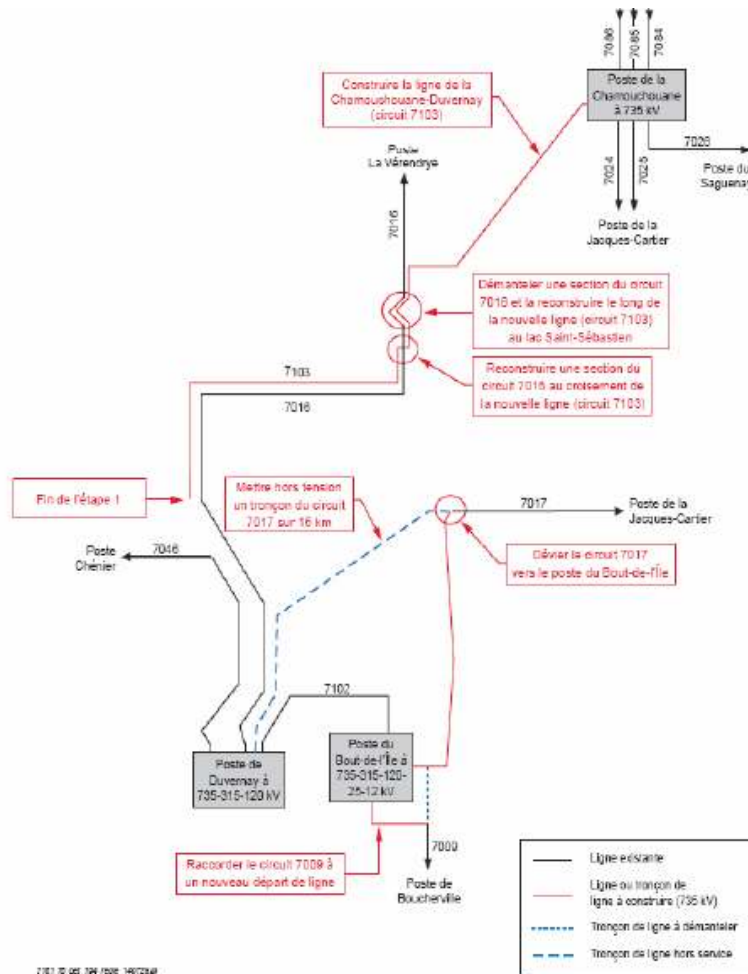 7086
7085
7084
Poste de la
Chamouchouane
à 735 kV
Construire la ligne de la
Chamouchouane-Duvernay
(circuit 7103)
7026
Poste du
Saguenay
7024
7025
Poste de la
Jacques-Cartier
Poste
La Vérendrye
7016
Démanteler une section du circuit
7016 et la reconstruire le long de
la nouvelle ligne (circuit 7103)
au lac Saint-Sébastien
Reconstruire une section du
circuit 7016 au croisement de
la nouvelle ligne (circuit 7103)
7103
7016
Fin de l'étape 1
Mettre hors tension
un tronçon du circuit
7017 sur 16 km
7017
Poste de la
Jacques-Cartier
Dévier le circuit 7017
vers le poste du Bout-de-l'Île
Poste
Chénier
7046
7102
Poste de
Duvernay à
735-315-120 kV
Poste du
Bout-de-l'Île à
735-315-120-
25-12 kV
7009
Raccorder le circuit 7009 à
un nouveau départ de ligne
Poste de
Boucherville
Ligne existante
Ligne ou tronçon de
ligne à construire (735 kV)
Tronçon de ligne à démanteler
Tronçon de ligne hors service